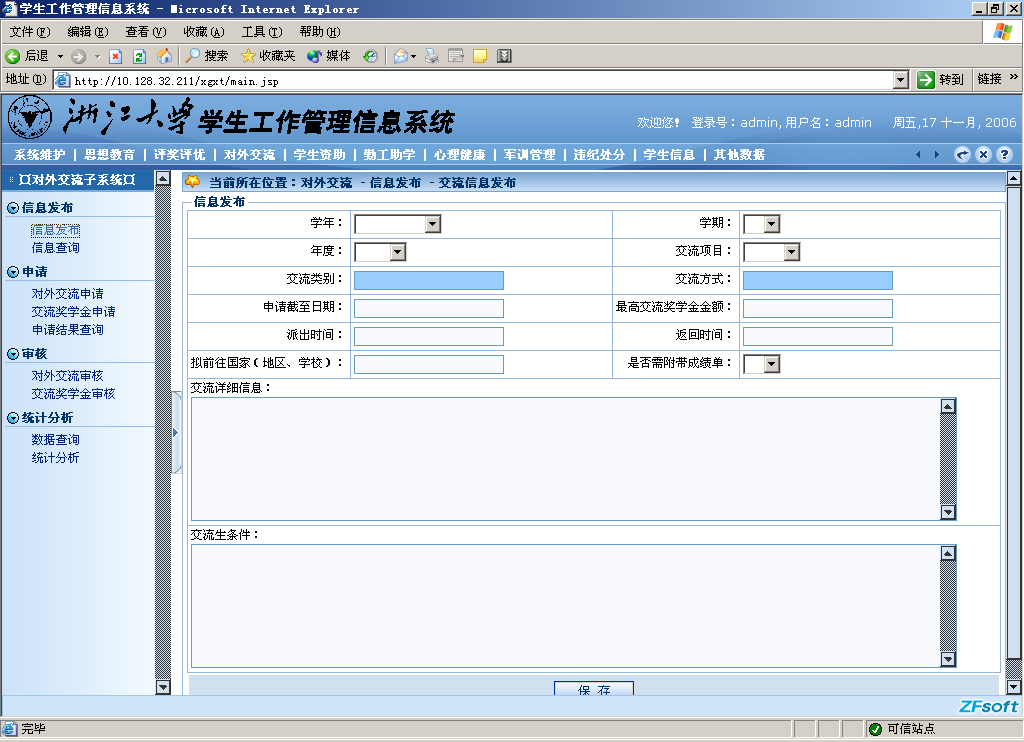 学生工作管理信息系统 - Microsoft Internet Explorer
文件(F) 编辑(E) 查看(V) 收藏(A) 工具(T) 帮助(H)
后退 搜索 收藏夹 媒体
地址(D) http://10.128.32.211/xgxt/main.jsp 转到 链接 »
浙江大学 学生工作管理信息系统
欢迎您! 登录号：admin,用户名：admin 周五,17 十一月, 2006
系统维护 | 思想教育 | 评奖评优 | 对外交流 | 学生资助 | 勤工助学 | 心理健康 | 军训管理 | 违纪处分 | 学生信息 | 其他数据
¤对外交流子系统¤
信息发布
信息发布
信息查询
申请
对外交流申请
交流奖学金申请
申请结果查询
审核
对外交流审核
交流奖学金审核
统计分析
数据查询
统计分析
当前所在位置：对外交流 - 信息发布 - 交流信息发布
信息发布
学年： 学期：
年度： 交流项目：
交流类别： 交流方式：
申请截至日期： 最高交流奖学金金额：
派出时间： 返回时间：
拟前往国家(地区、学校)： 是否需附带成绩单：
交流详细信息：
交流生条件：
保 存
ZFsoft
完毕 可信站点